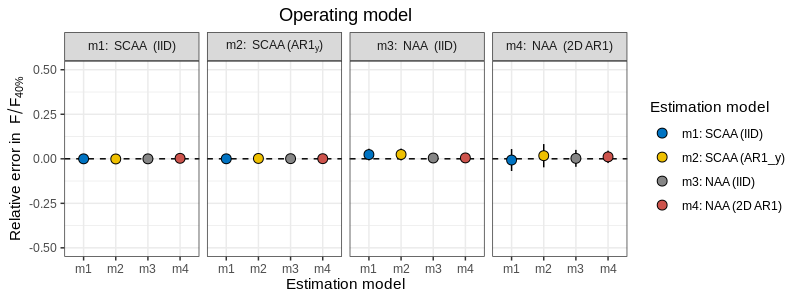 Operating model
m1: SCAA (IID)
m2: SCAA (AR1y)
m3: NAA (IID)
m4: NAA (2D AR1)
Relative error in F/F40%
0.50
0.25
0.00
-0.25
-0.50
m1 m2 m3 m4
m1 m2 m3 m4
m1 m2 m3 m4
m1 m2 m3 m4
Estimation model
Estimation model
m1: SCAA (IID)
m2: SCAA (AR1_y)
m3: NAA (IID)
m4: NAA (2D AR1)